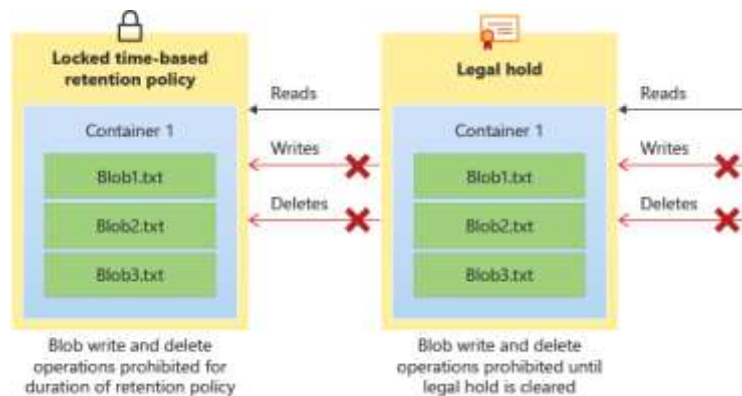 Locked time-based
retention policy
Container 1
Blob1.txt
Blob2.txt
Blob3.txt
Blob write and delete
operations prohibited for
duration of retention policy
Reads
Writes
Deletes
Legal hold
Container 1
Blob1.txt
Blob2.txt
Blob3.txt
Blob write and delete
operations prohibited until
legal hold is cleared
Reads
Writes
Deletes